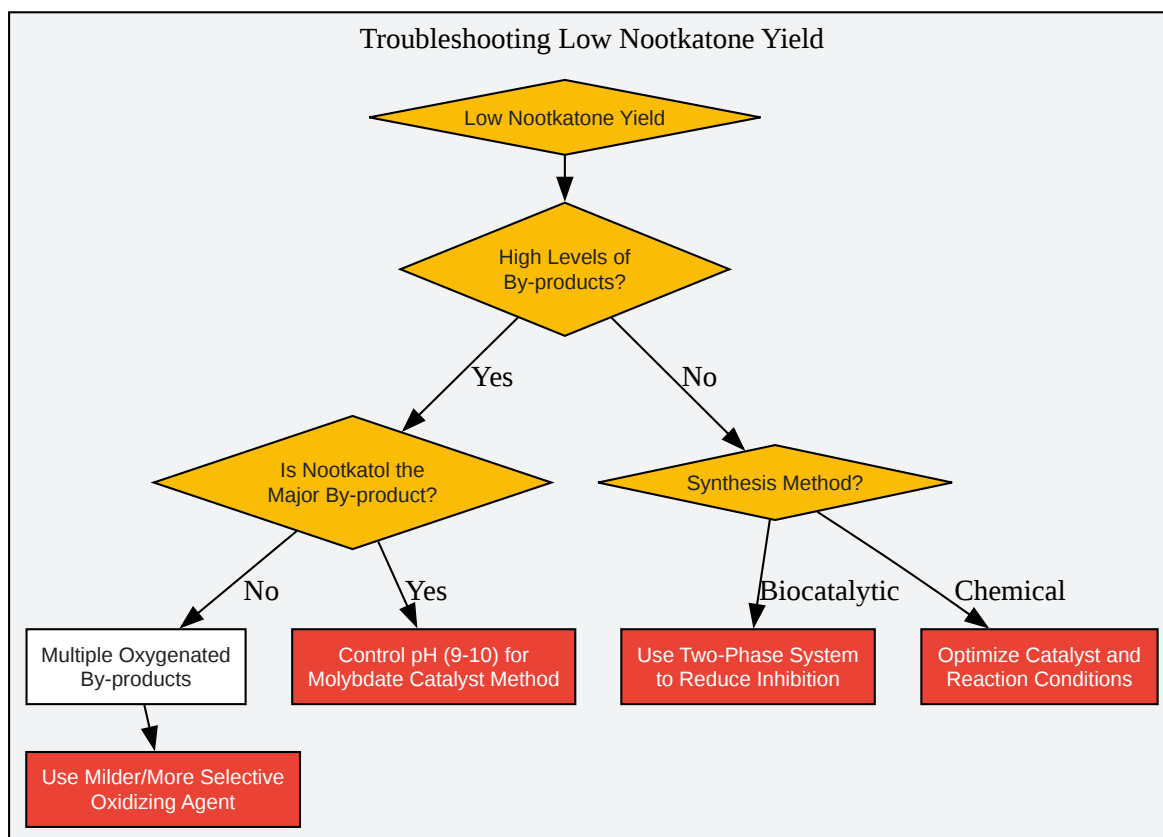 Troubleshooting Low Nootkatone Yield
Low Nootkatone Yield
High Levels of
By-products?
Yes
No
Is Nootkatol the
Major By-product?
Synthesis Method?
No
Yes
Biocatalytic
Chemical
Multiple Oxygenated
By-products
Control pH (9-10) for
Molybdate Catalyst Method
Use Two-Phase System
to Reduce Inhibition
Optimize Catalyst and
Reaction Conditions
Use Milder/More Selective
Oxidizing Agent